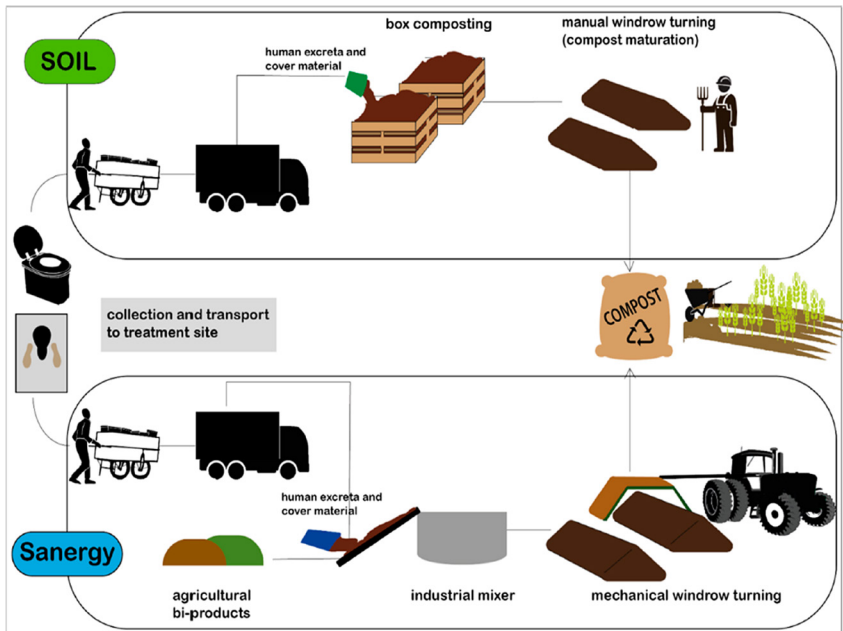 box composting
manual windrow turning
(compost maturation)
SOIL
human excreta and
cover material
collection and transport
to treatment site
COMPOST
human excreta and
cover material
Sanergy
agricultural
bi-products
industrial mixer
mechanical windrow turning